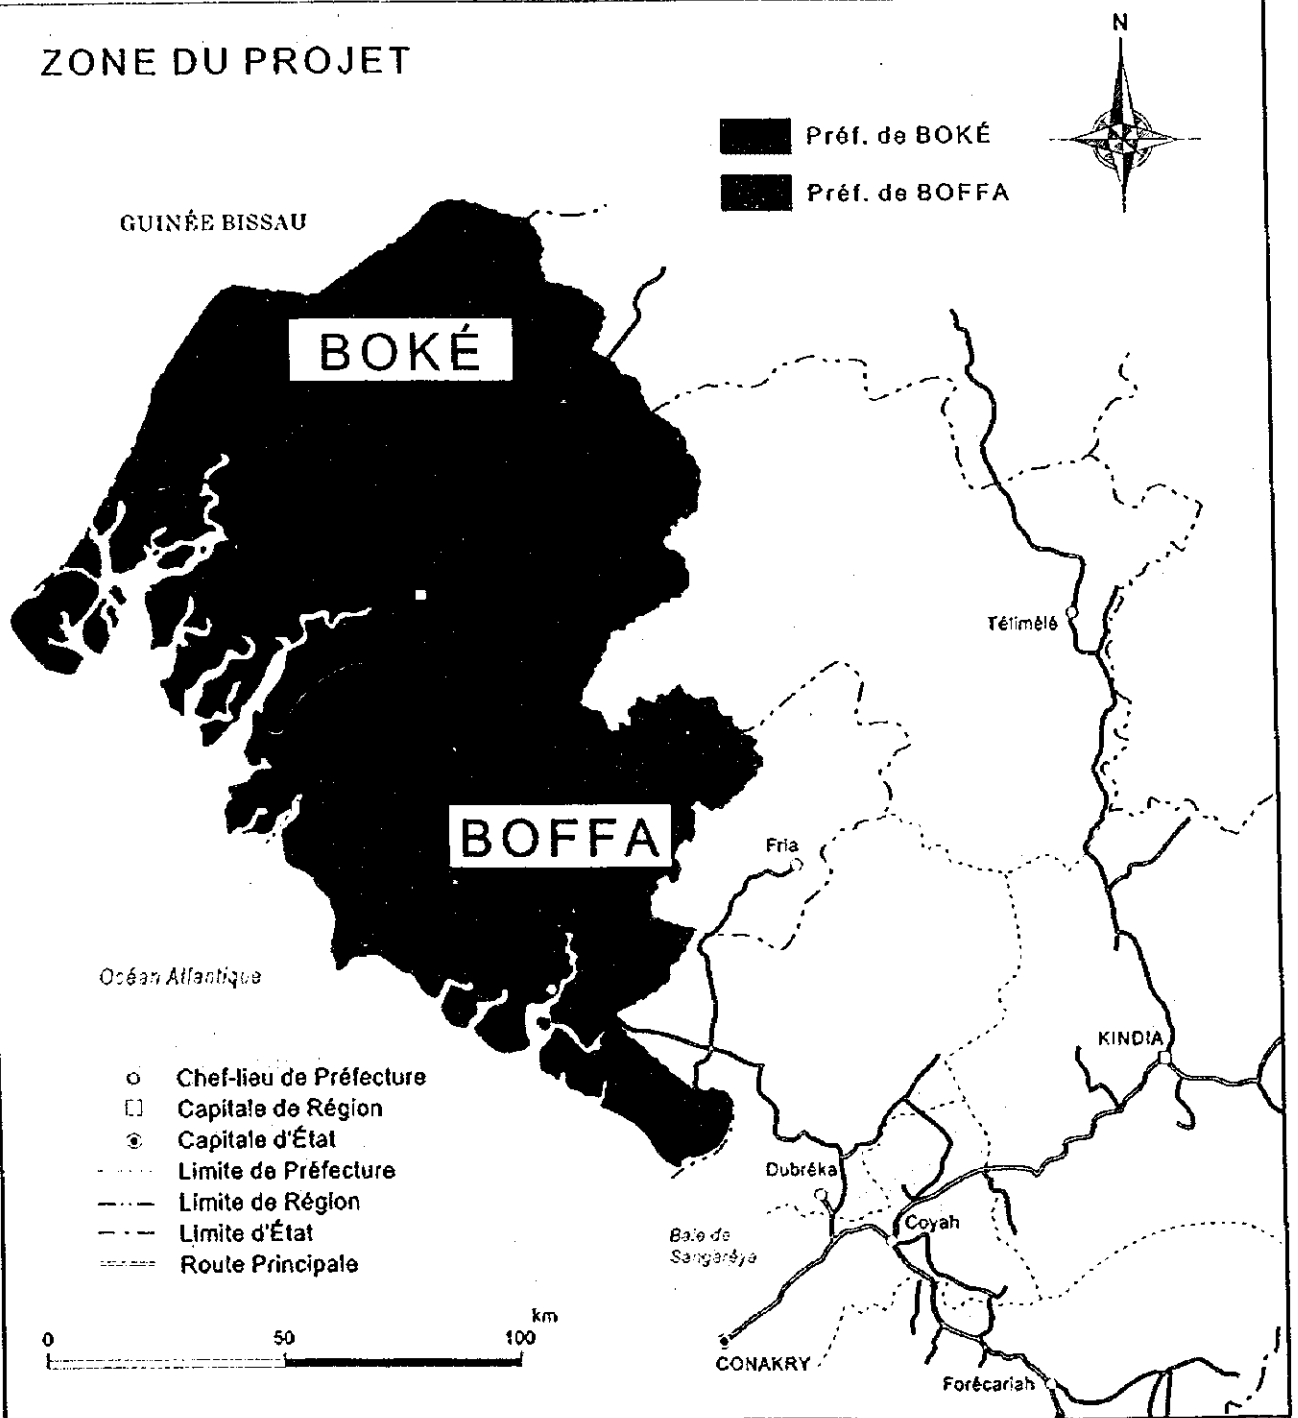 N
ZONE DU PROJET
Préf. de BOKÉ
Préf. de BOFFA
GUINÉE BISSAU
BOKÉ
Télimélé
BOFFA
Fria
Océan Atlantique
KINDIA
Chef-lieu de Préfecture
Capitale de Région
Capitale d'État
Limite de Préfecture
Limite de Région
Limite d'État
Route Principale
Dubréka
Coyah
Baie de
Sangaréya
km
0 50 100
CONAKRY
Forécariah